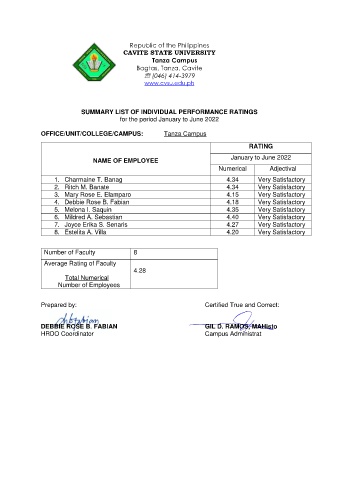 Republic of the Philippines
CAVITE STATE UNIVERSITY
Tanza Campus
Bagtas, Tanza, Cavite
☏ (046) 414-3979
www.cvsu.edu.ph
SUMMARY LIST OF INDIVIDUAL PERFORMANCE RATINGS
for the period January to June 2022
OFFICE/UNIT/COLLEGE/CAMPUS: Tanza Campus
NAME OF EMPLOYEE
RATING
January to June 2022
Numerical Adjectival
1. Charmaine T. Banag 4.34 Very Satisfactory
2. Ritch M. Banate 4.34 Very Satisfactory
3. Mary Rose E. Elamparo 4.15 Very Satisfactory
4. Debbie Rose B. Fabian 4.18 Very Satisfactory
5. Melona I. Saquin 4.35 Very Satisfactory
6. Mildred A. Sebastian 4.40 Very Satisfactory
7. Joyce Erika S. Senaris 4.27 Very Satisfactory
8. Estelita A. Villa 4.20 Very Satisfactory
Number of Faculty 8
Average Rating of Faculty 4.28
Total Numerical
Number of Employees
Prepared by: Certified True and Correct:
DEBBIE ROSE B. FABIAN GIL D. RAMOS, MAHisto
HRDO Coordinator Campus Administrat